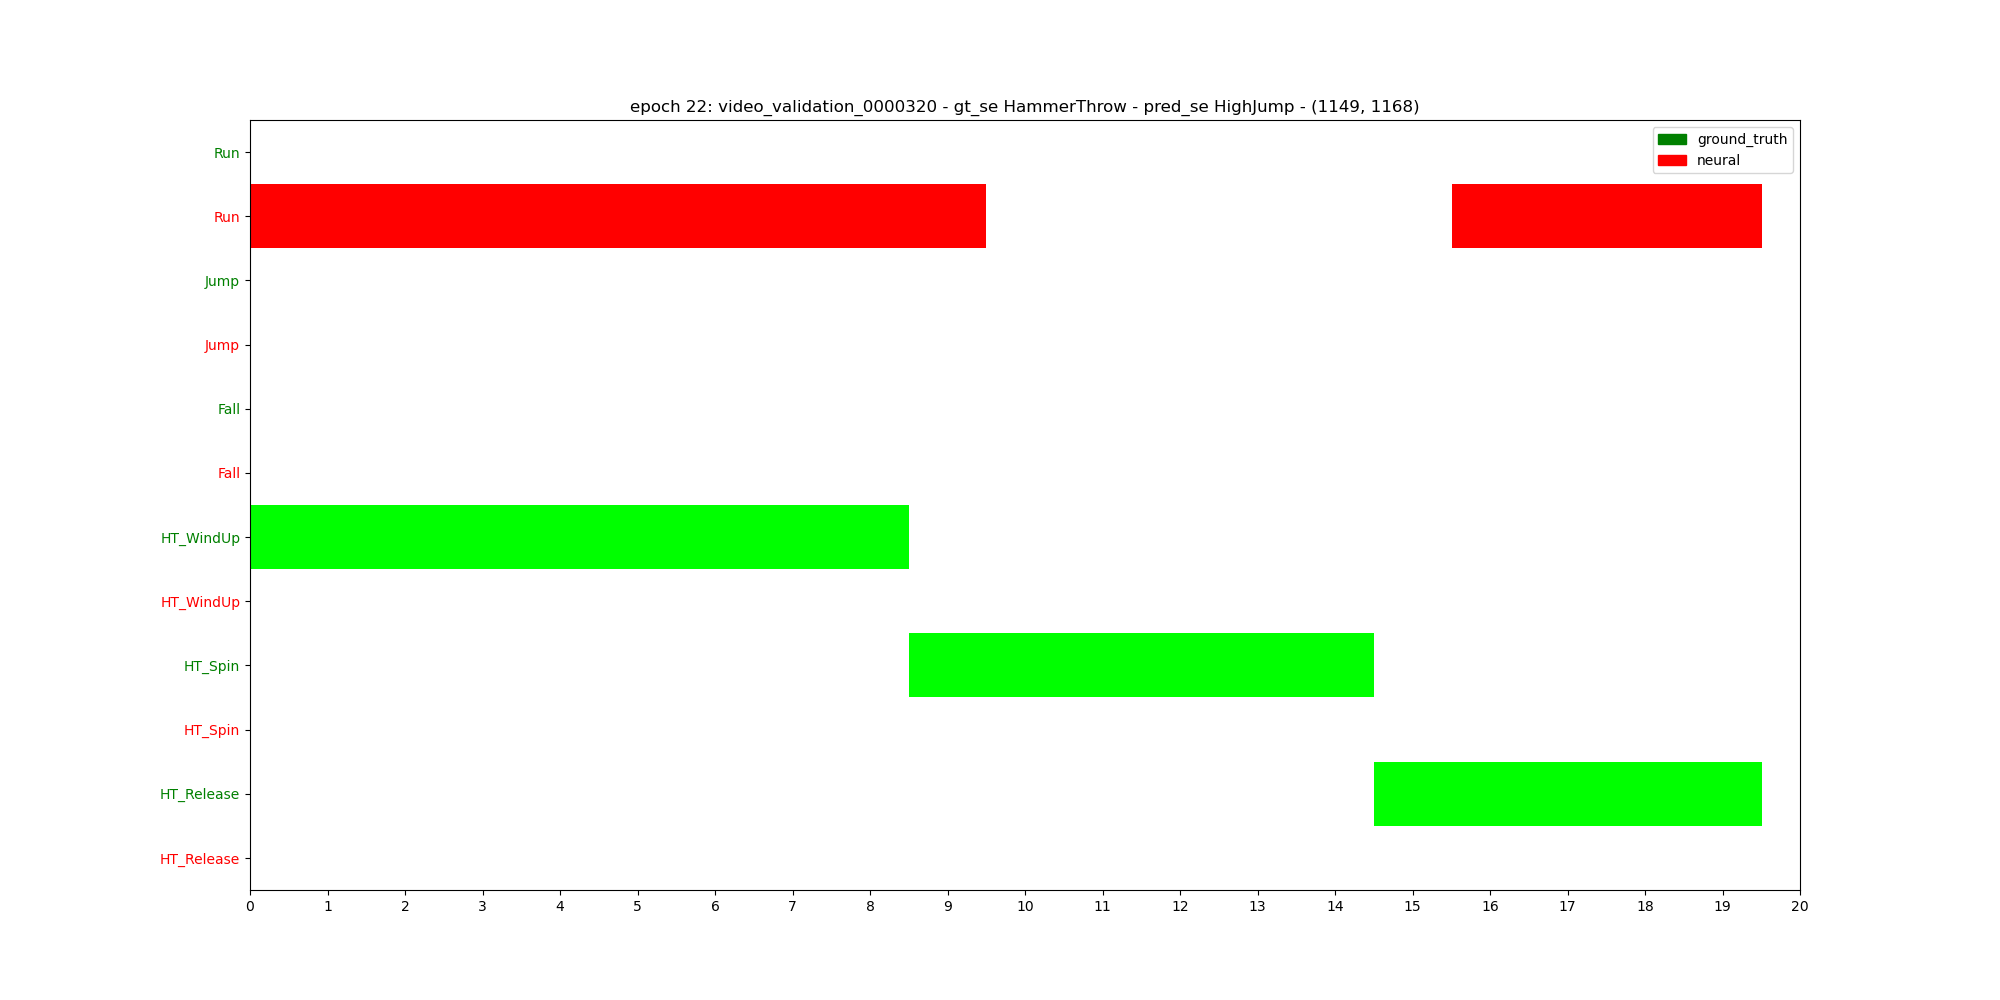 epoch 22: video_validation_0000320 - gt_se HammerThrow - pred_se HighJump - (1149, 1168)
ground_truth
neural
Run
Run
Jump
Jump
Fall
Fall
HT_WindUp
HT_WindUp
HT_Spin
HT_Spin
HT_Release
HT_Release
0 1 2 3 4 5 6 7 8 9 10 11 12 13 14 15 16 17 18 19 20